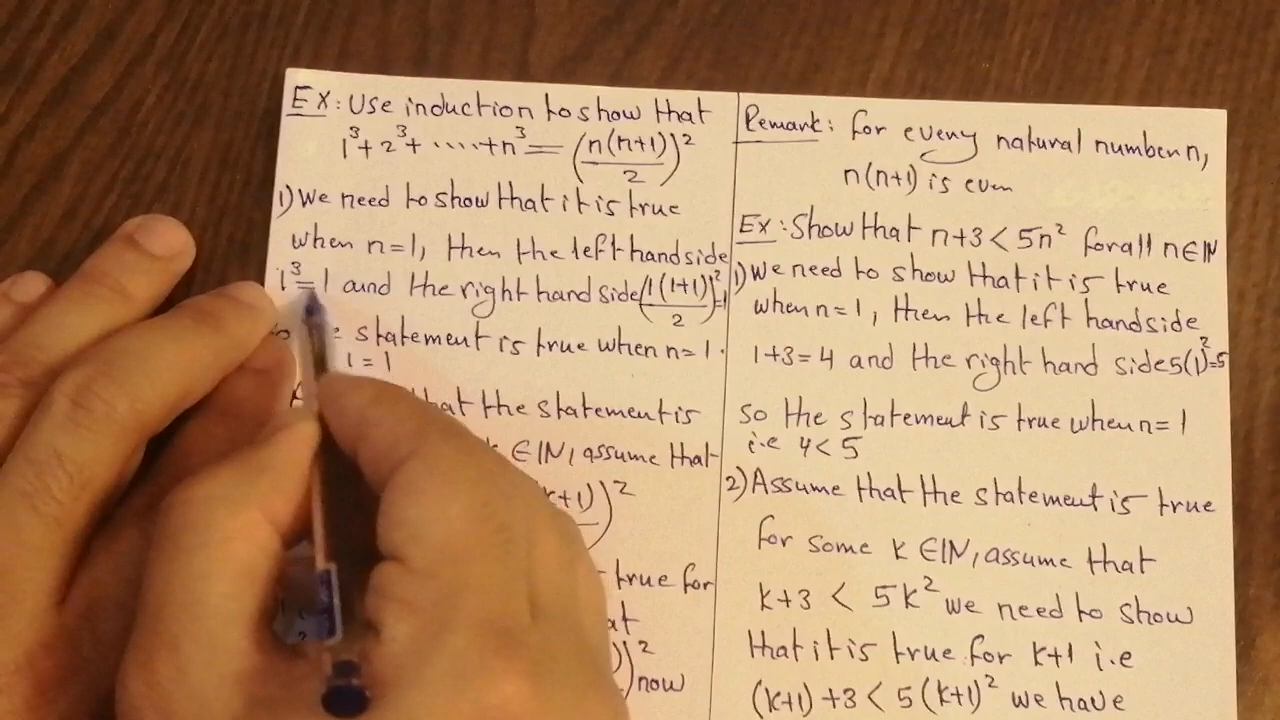 Ex: Use induction to show that
1³+2³+.....+n³=(n(n+1)/2)²
1) We need to show that it is true
when n=1, then the left hand side
1³=1 and the right hand side (1(1+1)/2)²=1
statement is true when n=1.
1=1
that the statement is
∈ IN, assume that
k+1))²
true for
)² now
Remark: for every natural number n,
n(n+1) is even
Ex: Show that n+3<5n² for all n∈IN
1) We need to show that it is true
when n=1, then the left hand side
1+3=4 and the right hand side 5(1)²=5
so the statement is true when n=1
i.e 4<5
2) Assume that the statement is true
for some k∈IN, assume that
k+3 < 5k² we need to show
that it is true for k+1 i.e
(k+1)+3<5(k+1)² we have